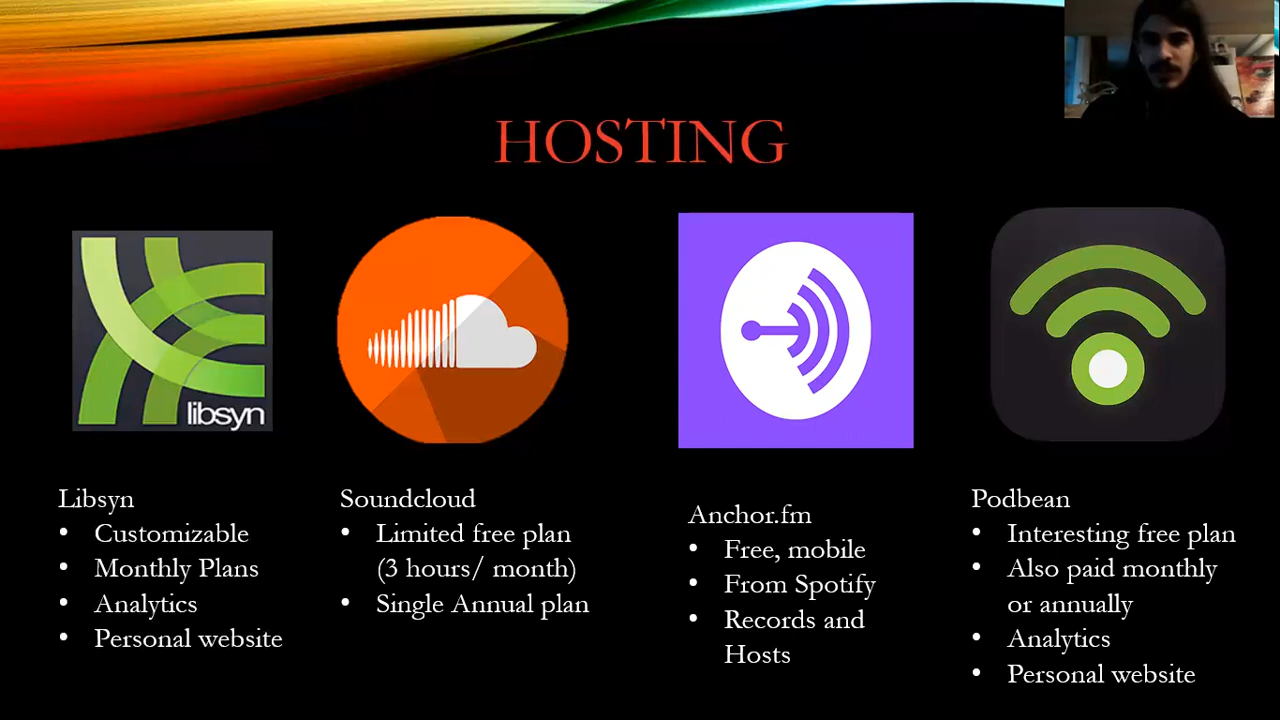 HOSTING
libsyn
Libsyn
• Customizable
• Monthly Plans
• Analytics
• Personal website
Soundcloud
• Limited free plan
(3 hours/ month)
• Single Annual plan
Anchor.fm
• Free, mobile
• From Spotify
• Records and
Hosts
Podbean
• Interesting free plan
• Also paid monthly
or annually
• Analytics
• Personal website